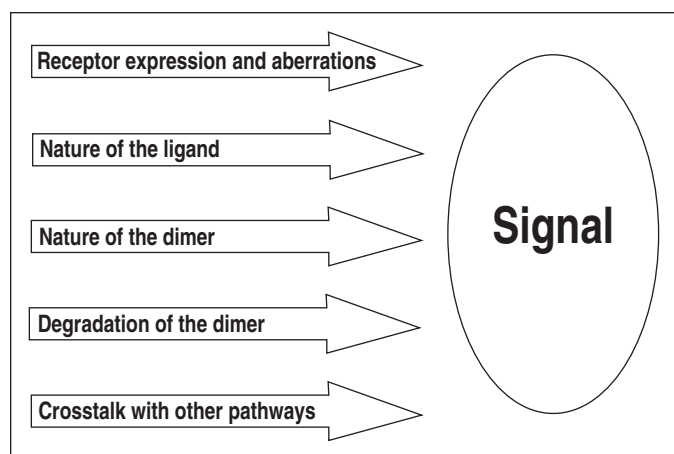 Receptor expression and aberrations
Nature of the ligand
Nature of the dimer
Signal
Degradation of the dimer
Crosstalk with other pathways